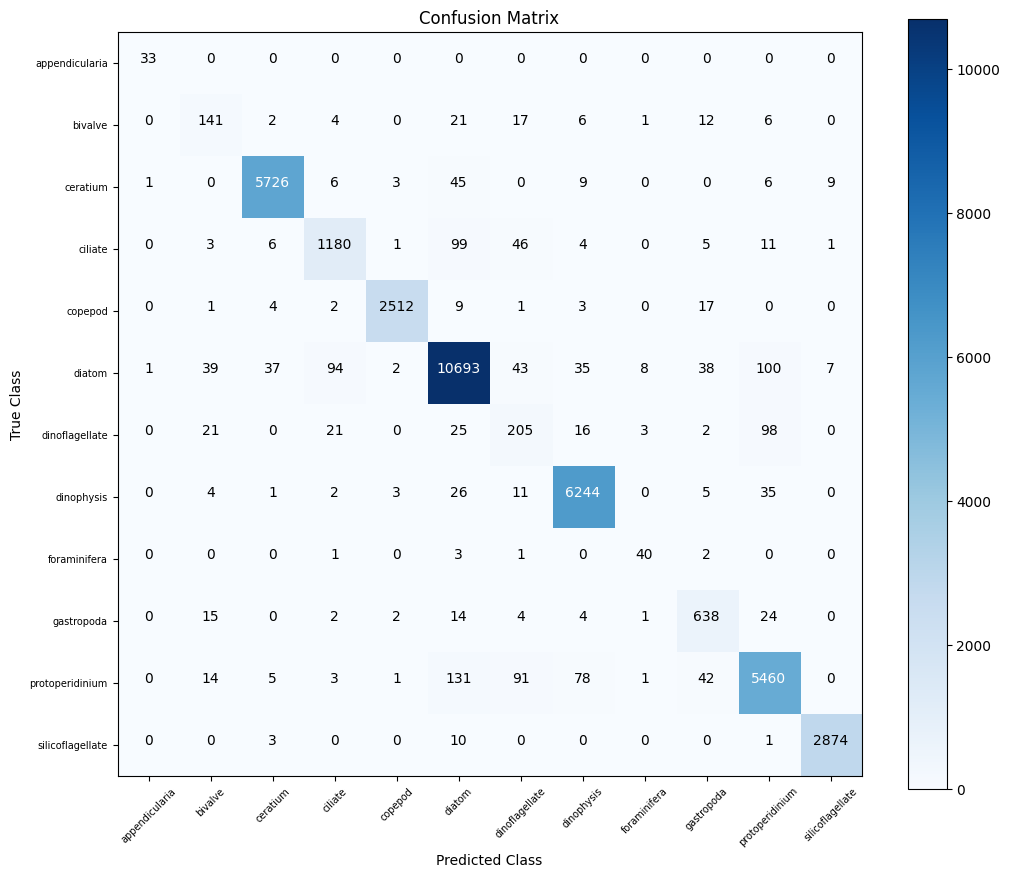 Confusion Matrix
appendicularia 33 0 0 0 0 0 0 0 0 0 0 0
bivalve 0 141 2 4 0 21 17 6 1 12 6 0
ceratium 1 0 5726 6 3 45 0 9 0 0 6 9
ciliate 0 3 6 1180 1 99 46 4 0 5 11 1
copepod 0 1 4 2 2512 9 1 3 0 17 0 0
diatom 1 39 37 94 2 10693 43 35 8 38 100 7
dinoflagellate 0 21 0 21 0 25 205 16 3 2 98 0
dinophysis 0 4 1 2 3 26 11 6244 0 5 35 0
foraminifera 0 0 0 1 0 3 1 0 40 2 0 0
gastropoda 0 15 0 2 2 14 4 4 1 638 24 0
protoperidinium 0 14 5 3 1 131 91 78 1 42 5460 0
silicoflagellate 0 0 3 0 0 10 0 0 0 0 1 2874
appendicularia bivalve ceratium ciliate copepod diatom dinoflagellate dinophysis foraminifera gastropoda protoperidinium silicoflagellate
Predicted Class
True Class
10000
8000
6000
4000
2000
0